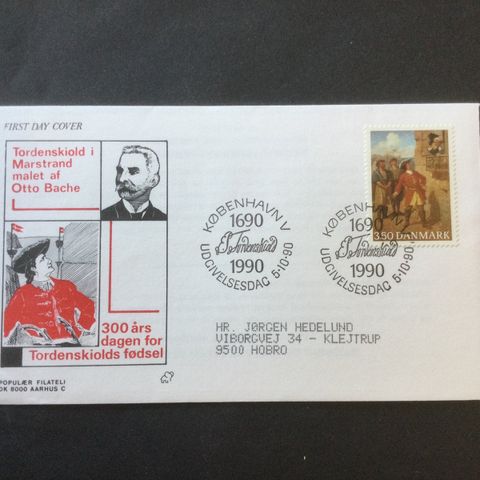 FIRST DAY COVER
Tordenskiold i
Marstrand
malet af
Otto Bache
300 års
dagen for
Tordenskiolds fødsel
POPULÆR FILATELI
DK 8000 AARHUS C
KØBENHAVN V
1690
P. Tordenskiold
1990
UDGIVELSESDAG 5·10·90
KØBENHAVN
1690
P. Tordenskiold
1990
UDGIVELSESDAG 5·10·90
3.50 DANMARK
HR. JØRGEN HEDELUND
VIBORGVEJ 34 - KLEJTRUP
9500 HOBRO